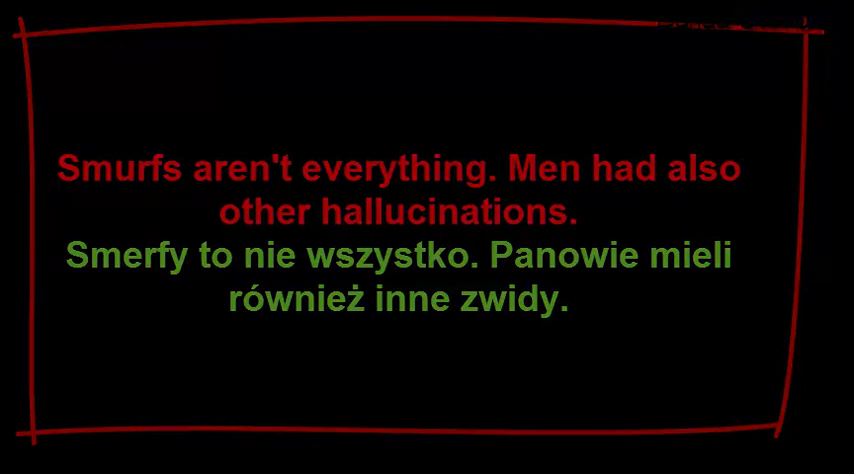 Smurfs aren't everything. Men had also
other hallucinations.
Smerfy to nie wszystko. Panowie mieli
również inne zwidy.